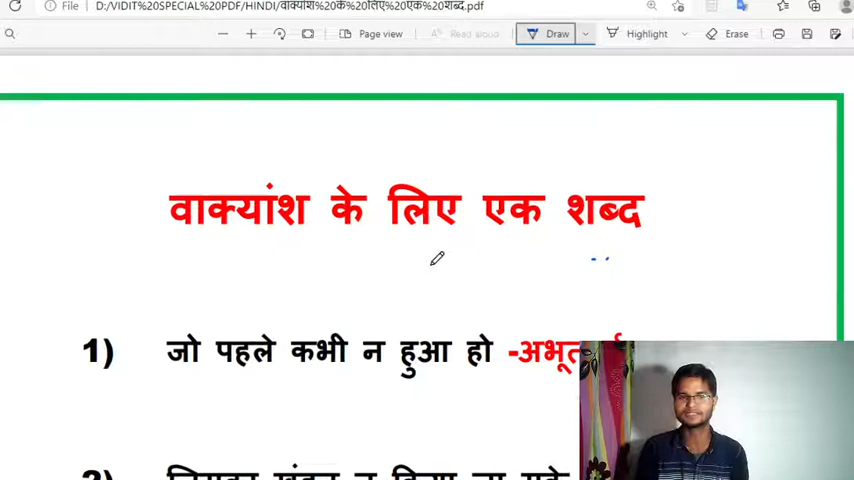 File D:/VIDIT%20SPECIAL%20PDF/HINDI/वाक्यांश%20के%20लिए%20एक%20शब्द.pdf
Page view Read aloud Draw Highlight Erase
वाक्यांश के लिए एक शब्द
1) जो पहले कभी न हुआ हो -अभूत
2) न